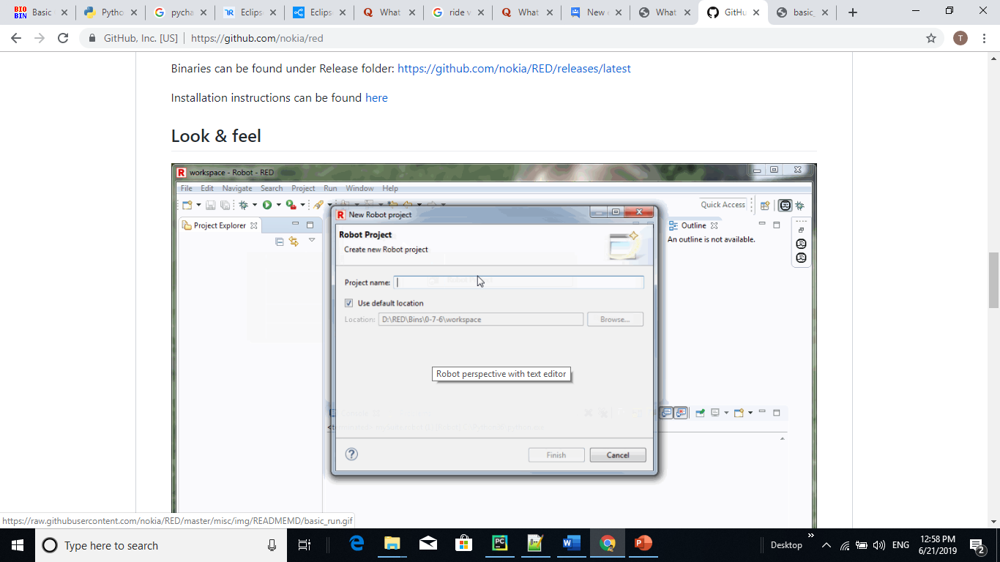 BIO BIN Basic
Pytho
pycha
Eclips
Eclips
What
ride v
What
New
What
GitHu
basic_
GitHub, Inc. [US] https://github.com/nokia/red
T
Binaries can be found under Release folder: https://github.com/nokia/RED/releases/latest
Installation instructions can be found here
Look & feel
workspace - Robot - RED
File Edit Navigate Search Project Run Window Help
Quick Access
Project Explorer
Outline
An outline is not available.
New Robot project
Robot Project
Create new Robot project
Project name:
Use default location
Location: D:\RED\Bins\0-7-6\workspace Browse...
Robot perspective with text editor
Finish Cancel
https://raw.githubusercontent.com/nokia/RED/master/misc/img/READMEMD/basic_run.gif
Type here to search
Desktop
ENG
12:58 PM
6/21/2019
2